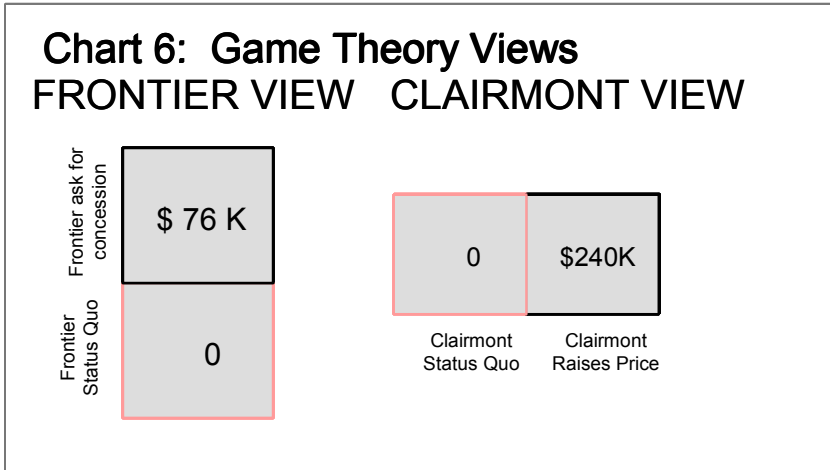 Chart 6:  Game Theory Views
FRONTIER VIEW   CLAIRMONT VIEW
Frontier ask for
concession
$ 76 K
Frontier
Status Quo
0
0
$240K
Clairmont
Status Quo
Clairmont
Raises Price